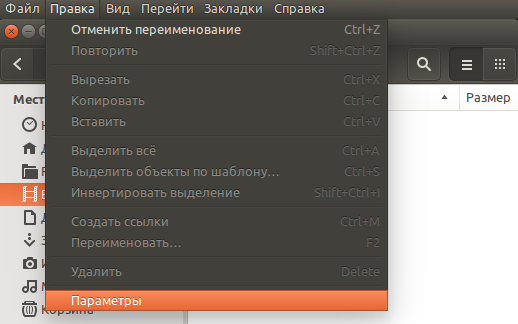 Файл Правка Вид Перейти Закладки Справка
Отменить переименование Ctrl+Z
Повторить Shift+Ctrl+Z
Вырезать Ctrl+X
Копировать Ctrl+C
Вставить Ctrl+V
Выделить всё Ctrl+A
Выделить объекты по шаблону... Ctrl+S
Инвертировать выделение Shift+Ctrl+I
Создать ссылки Ctrl+M
Переименовать... F2
Удалить Delete
Параметры
Мест
Корзина
Размер